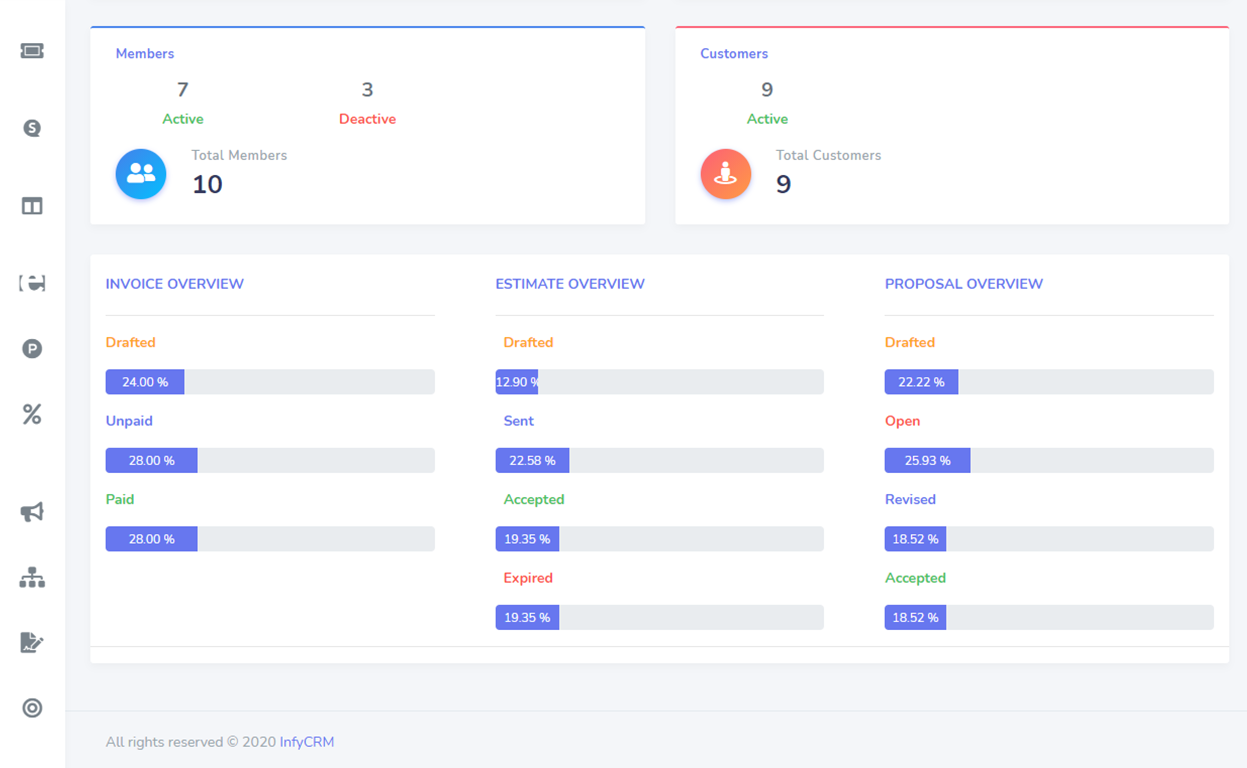 Members
7 3
Active Deactive
Total Members
10
Customers
9
Active
Total Customers
9
INVOICE OVERVIEW
Drafted
24.00 %
Unpaid
28.00 %
Paid
28.00 %
ESTIMATE OVERVIEW
Drafted
12.90 %
Sent
22.58 %
Accepted
19.35 %
Expired
19.35 %
PROPOSAL OVERVIEW
Drafted
22.22 %
Open
25.93 %
Revised
18.52 %
Accepted
18.52 %
All rights reserved © 2020 InfyCRM